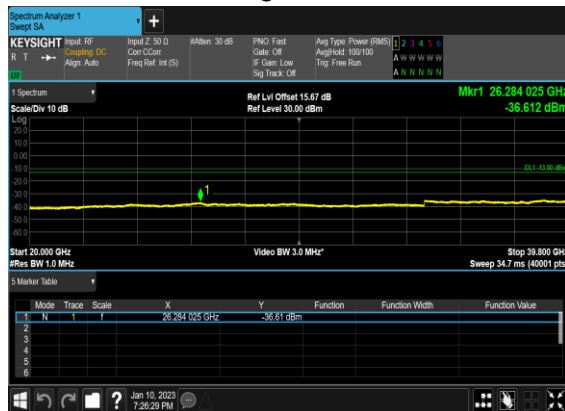 Spectrum Analyzer 1
Swept SA
KEYSIGHT Input: RF Input Z: 50 Ω #Atten: 30 dB PNO: Fast Avg Type: Power (RMS) 1 2 3 4 5 6
R T Coupling: DC Corr CCorr Gate: Off Avg|Hold: 100/100 A W W W W W
Align: Auto Freq Ref: Int (S) IF Gain: Low Trig: Free Run
LW Sig Track: Off A N N N N N
1 Spectrum Ref Lvl Offset 15.67 dB Mkr1 26.284 025 GHz
Scale/Div 10 dB Ref Level 30.00 dBm -36.612 dBm
Log
20.0
10.0
0.00
-10.0 DL1 -13.00 dBm
-20.0
-30.0 1
-40.0
-50.0
-60.0
Start 20.000 GHz Video BW 3.0 MHz* Stop 39.800 GHz
#Res BW 1.0 MHz Sweep 34.7 ms (40001 pts
5 Marker Table
Mode Trace Scale X Y Function Function Width Function Value
1 N 1 f 26.284 025 GHz -36.61 dBm
2
3
4
5
6
? Jan 10, 2023
7:26:29 PM